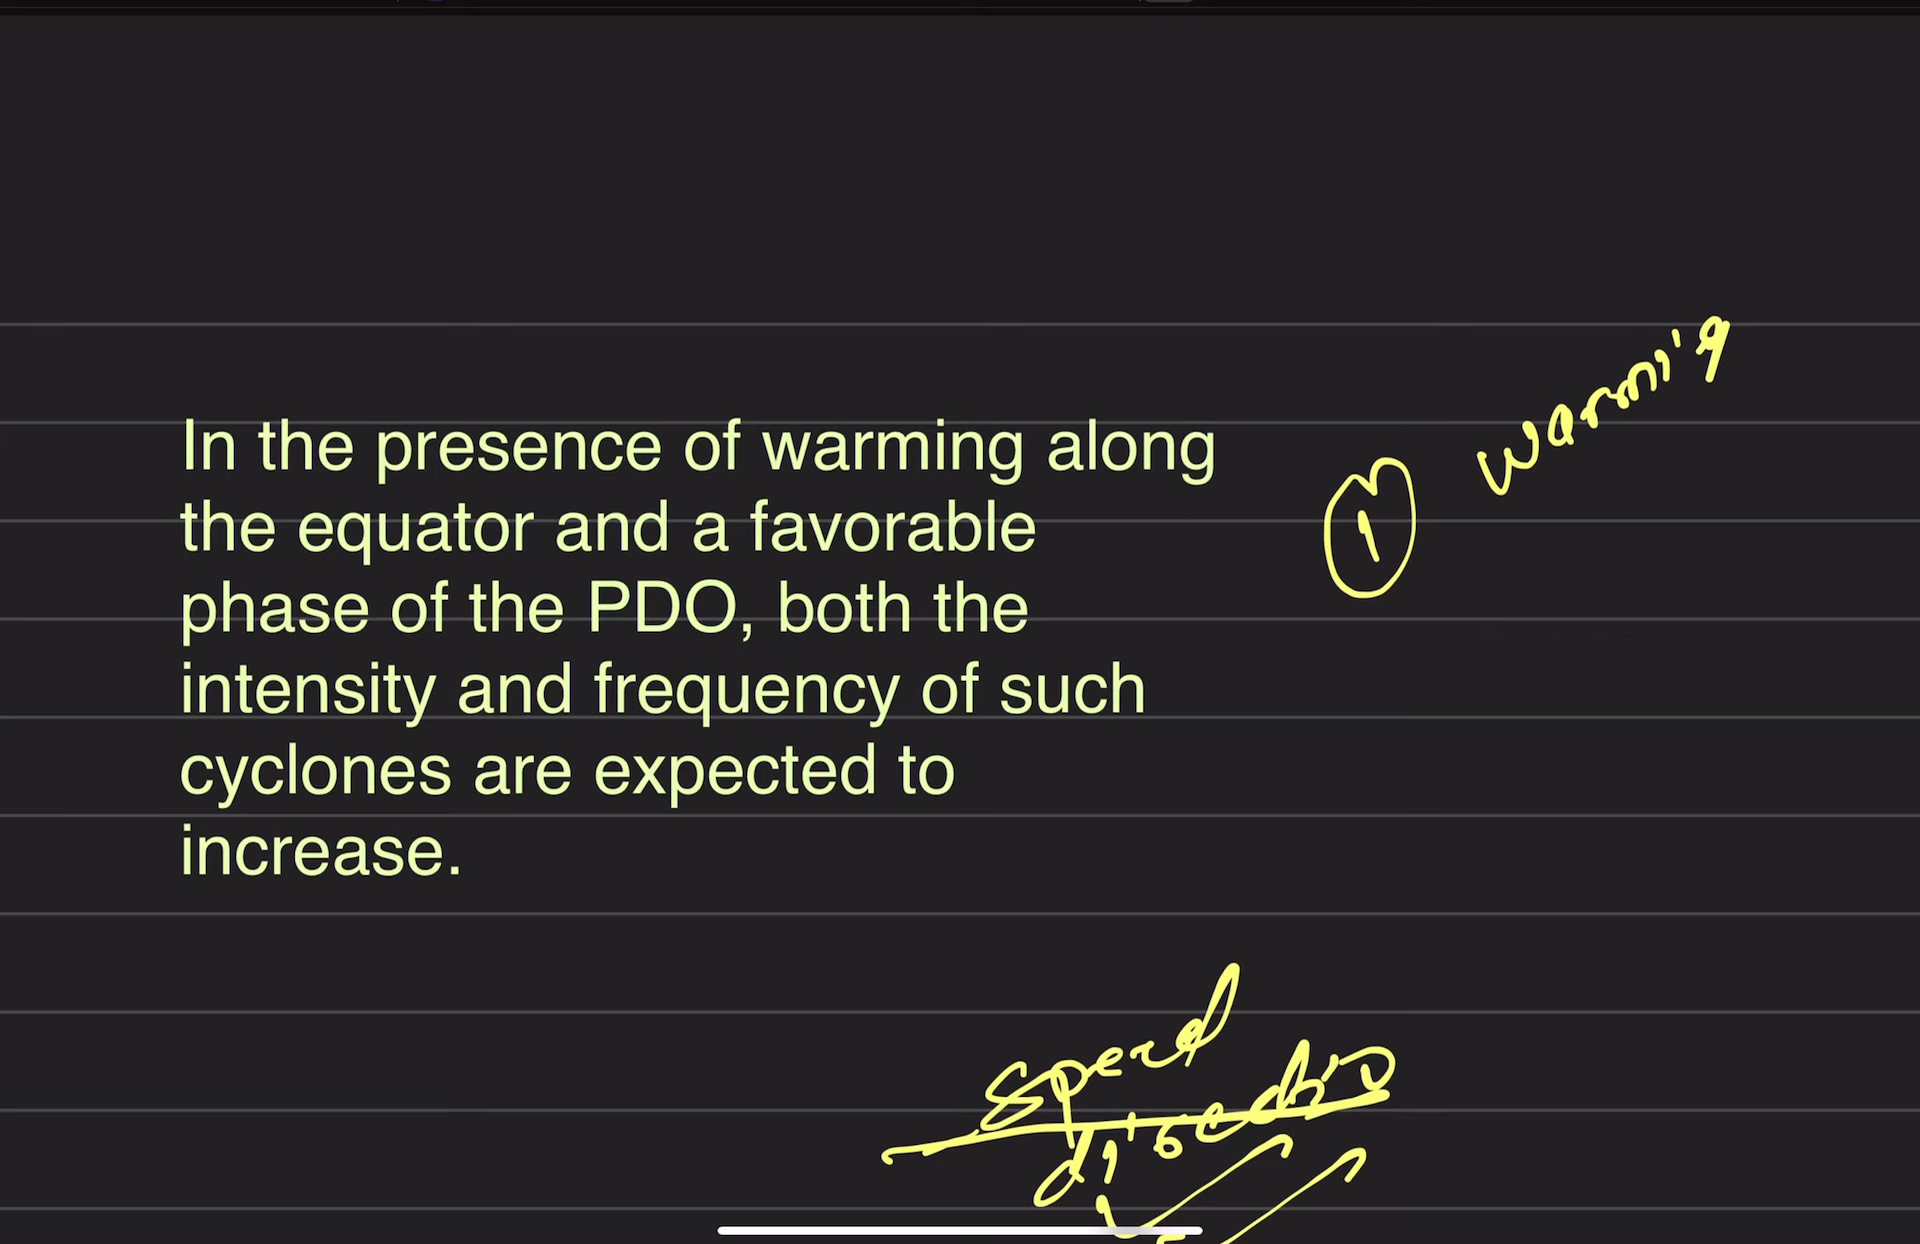 In the presence of warming along
the equator and a favorable
phase of the PDO, both the
intensity and frequency of such
cyclones are expected to
increase.
1 warming
speed